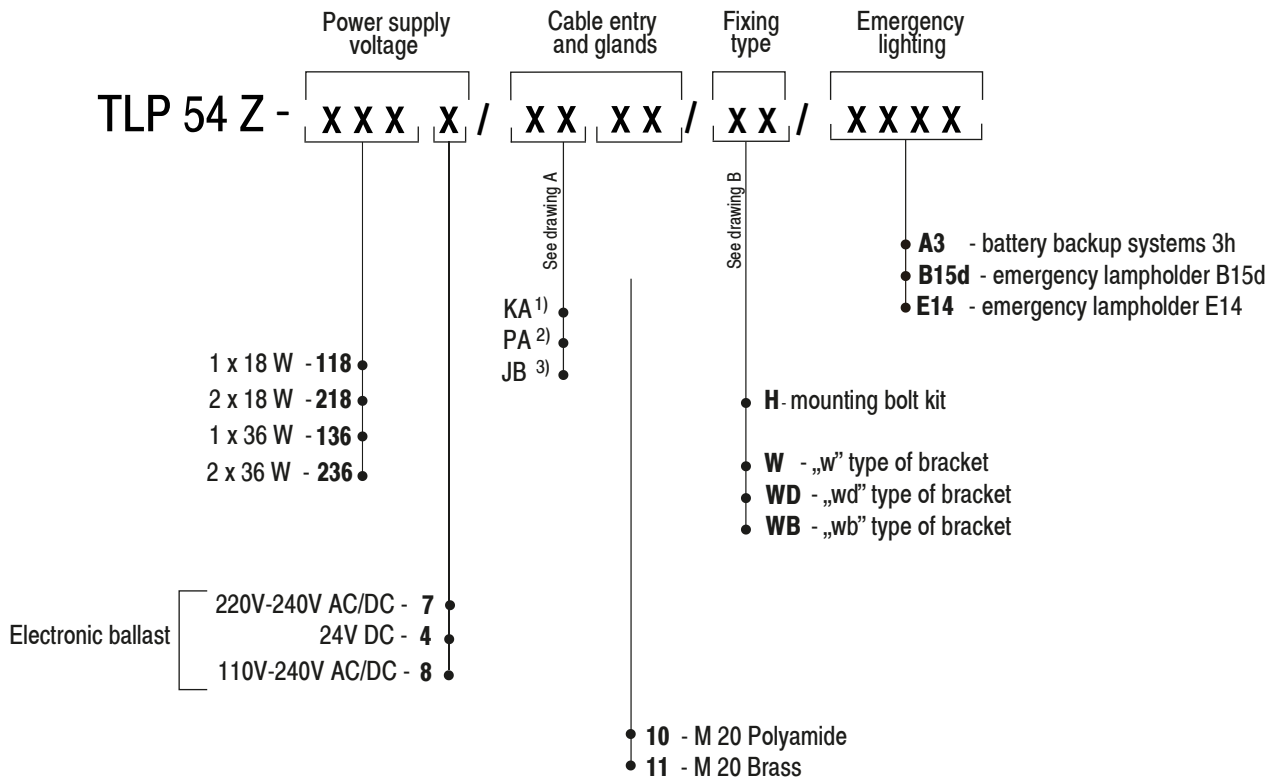 Power supply
voltage
Cable entry
and glands
Fixing
type
Emergency
lighting
TLP 54 Z - X X X X / X X X X / X X / X X X X
See drawing A
See drawing B
A3 - battery backup systems 3h
B15d - emergency lampholder B15d
E14 - emergency lampholder E14
KA 1)
PA 2)
JB 3)
1 x 18 W - 118
2 x 18 W - 218
1 x 36 W - 136
2 x 36 W - 236
H - mounting bolt kit
W - „w” type of bracket
WD - „wd” type of bracket
WB - „wb” type of bracket
Electronic ballast
220V-240V AC/DC - 7
24V DC - 4
110V-240V AC/DC - 8
10 - M 20 Polyamide
11 - M 20 Brass